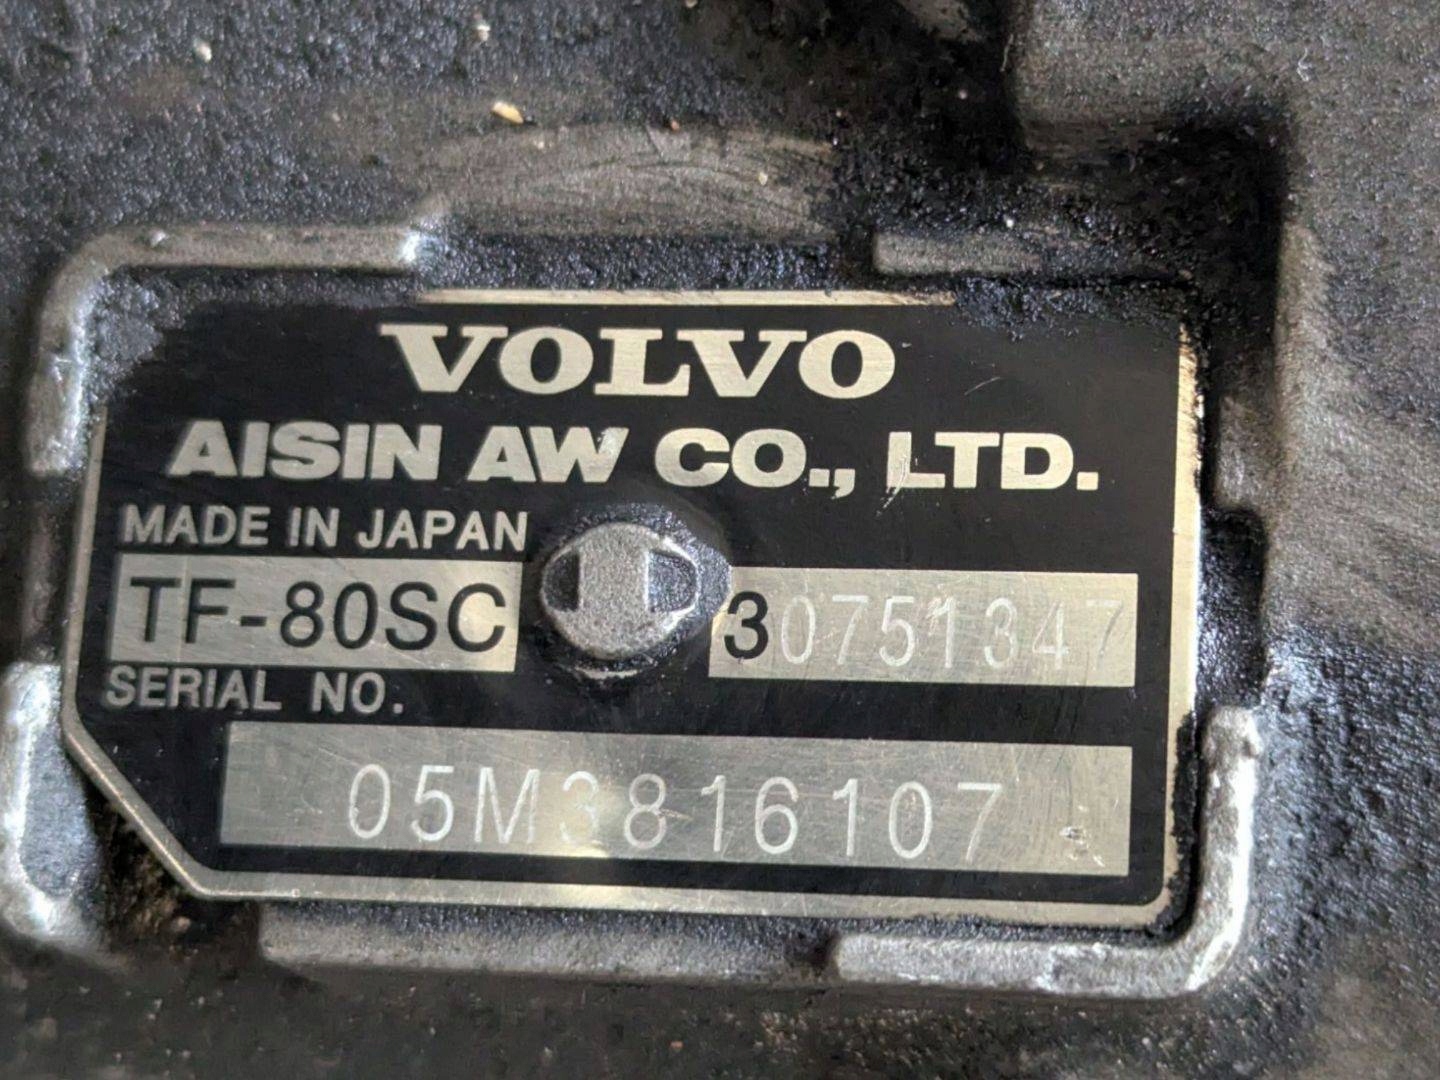 VOLVO
AISIN AW CO., LTD.
MADE IN JAPAN
TF-80SC 30751347
SERIAL NO.
05M3816107